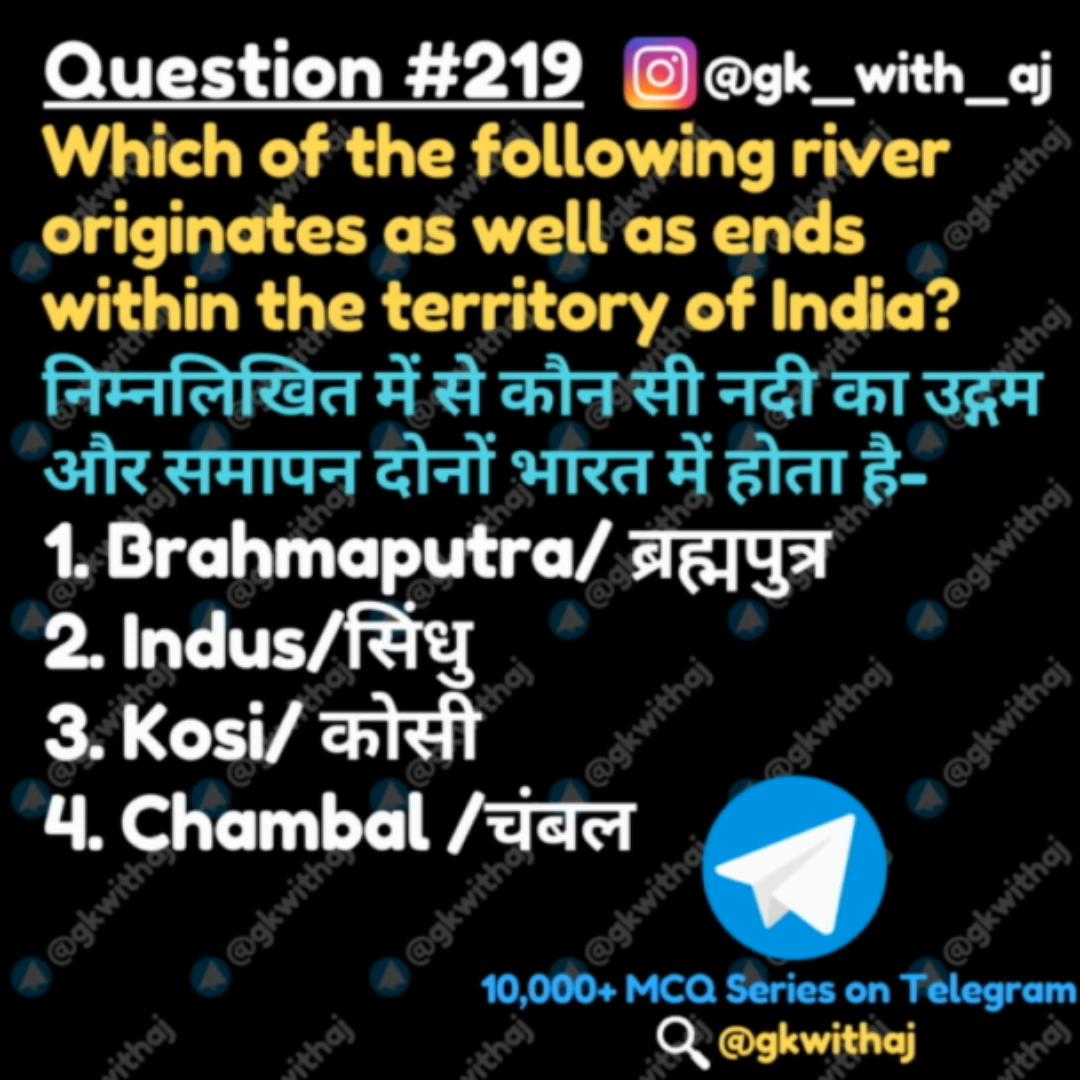 Question #219 @gk_with_aj
Which of the following river
originates as well as ends
within the territory of India?
निम्नलिखित में से कौन सी नदी का उद्गम
और समापन दोनों भारत में होता है-
1. Brahmaputra/ ब्रह्मपुत्र
2. Indus/सिंधु
3. Kosi/ कोसी
4. Chambal /चंबल
10,000+ MCQ Series on Telegram
@gkwithaj